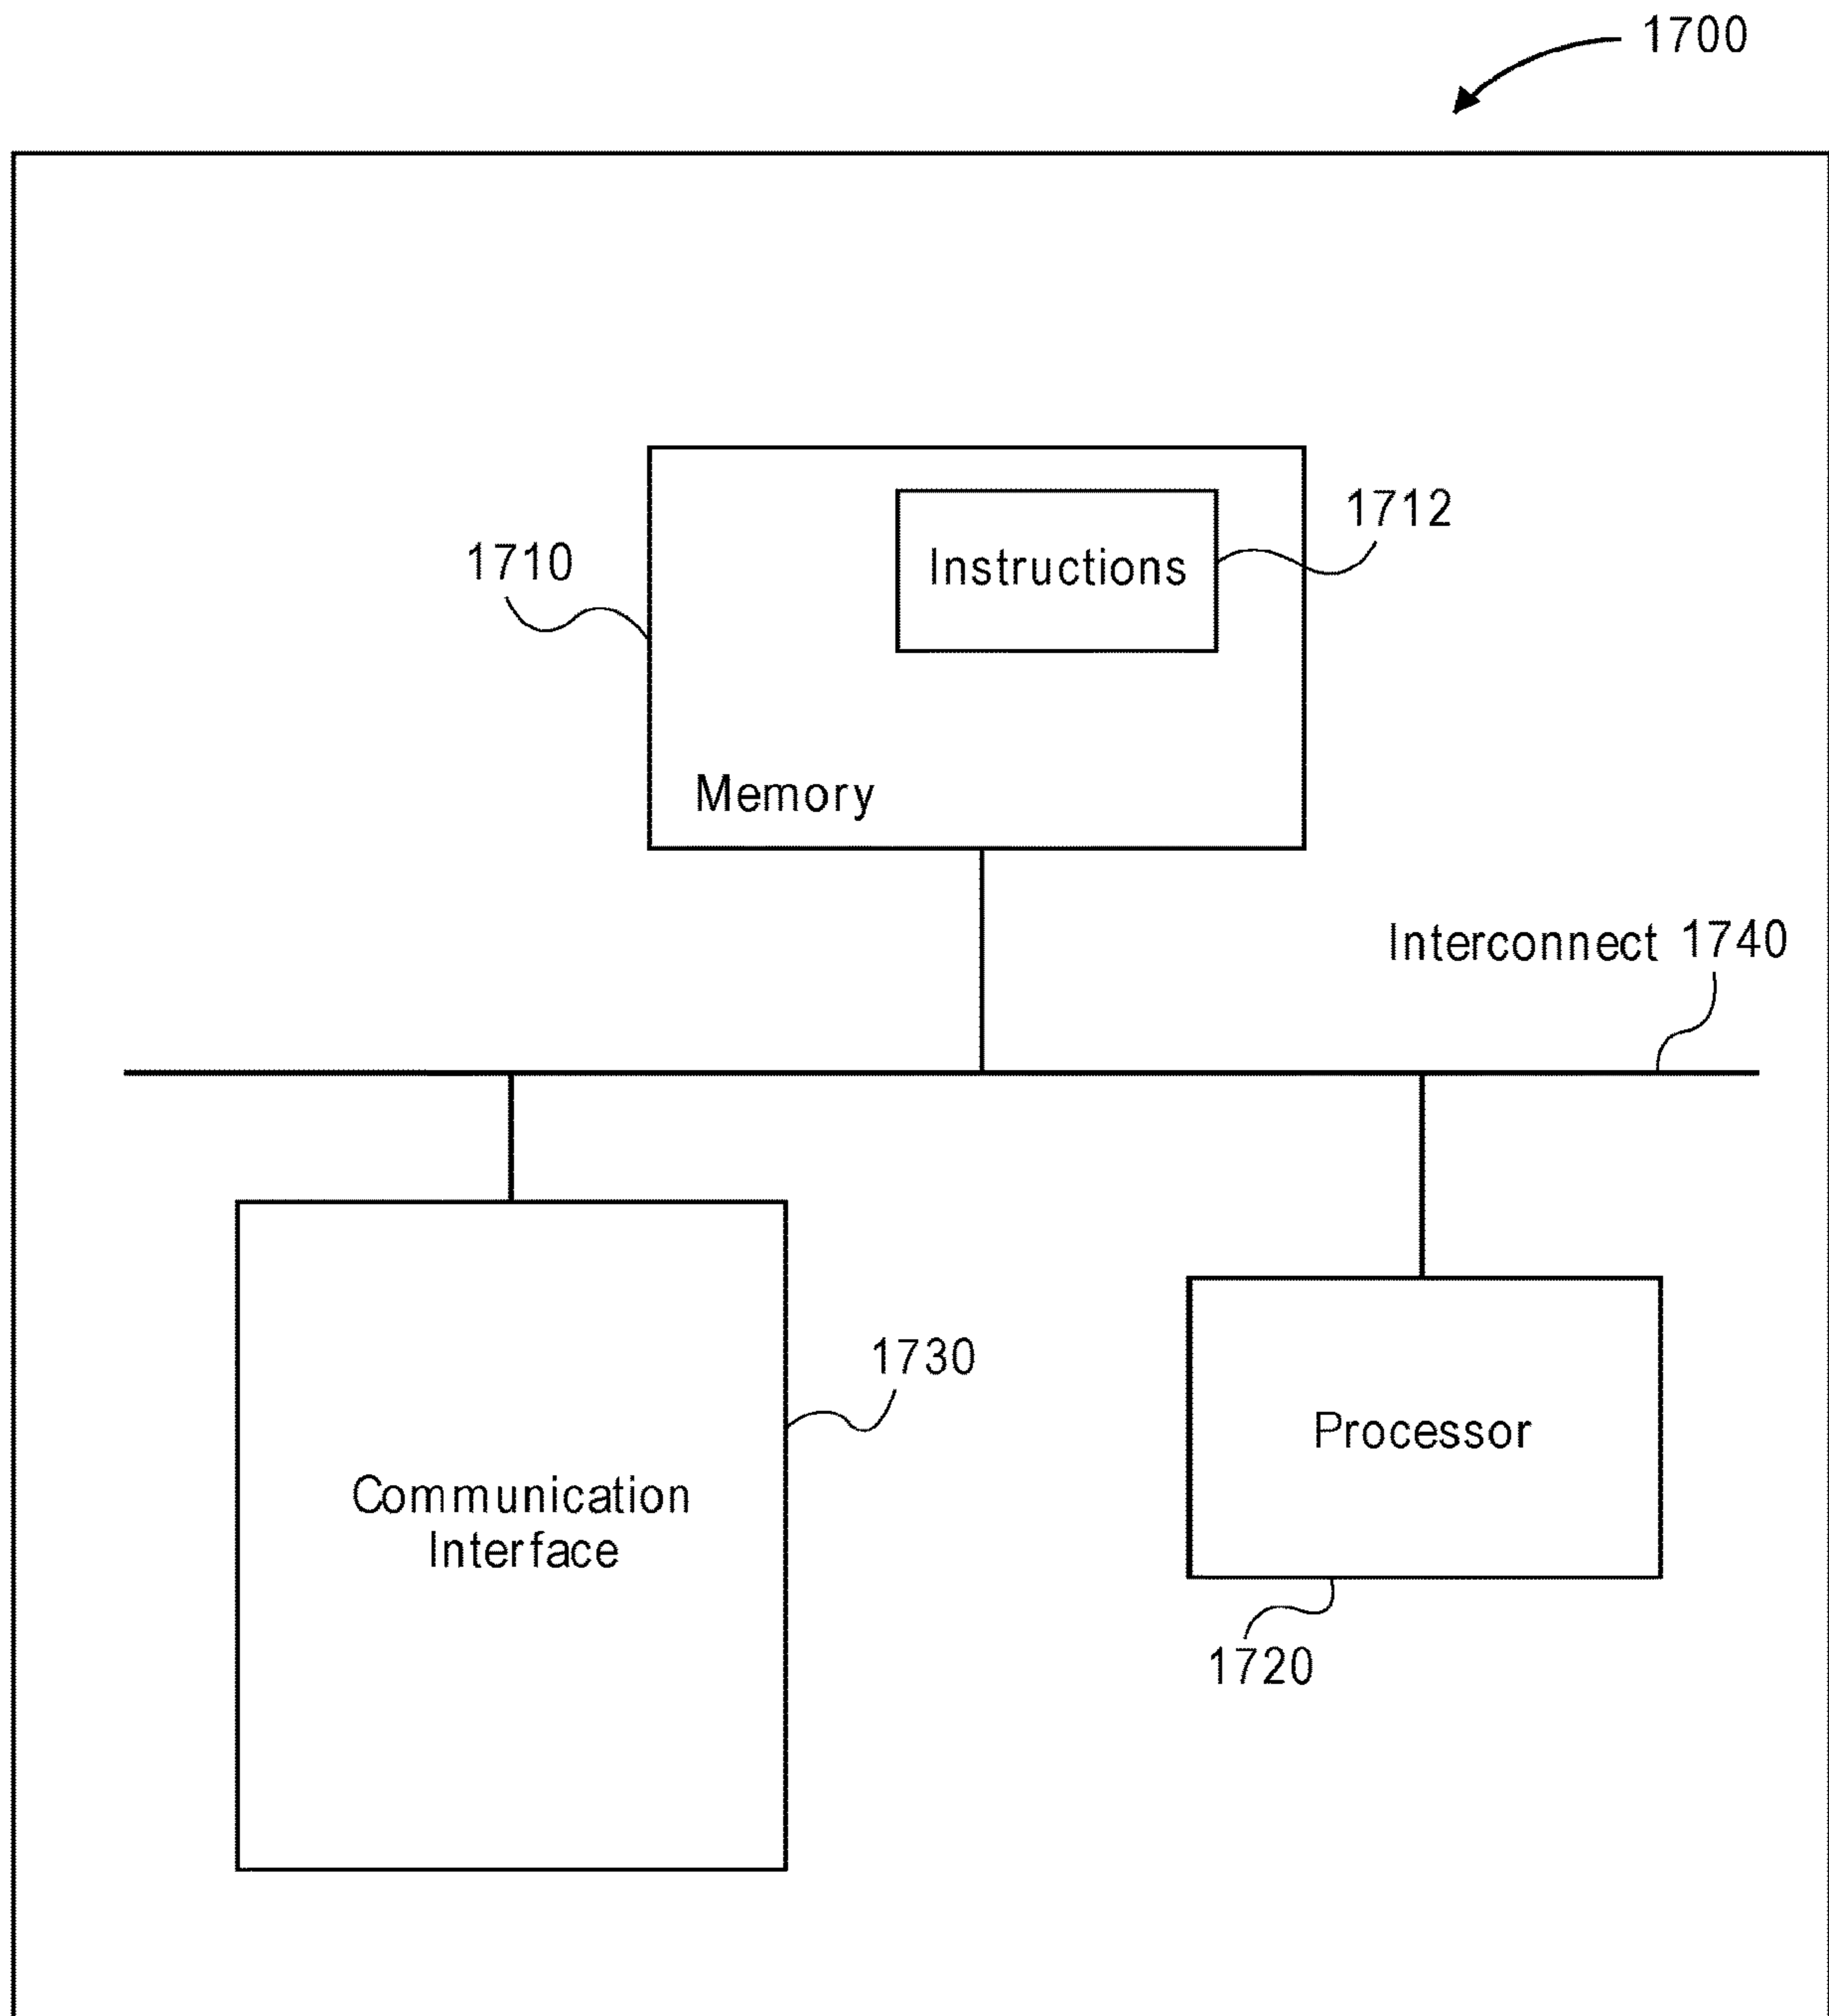 1700
1712
Instructions
1710
Memory
Interconnect 1740
1730
Processor
Communication
Interface
1720